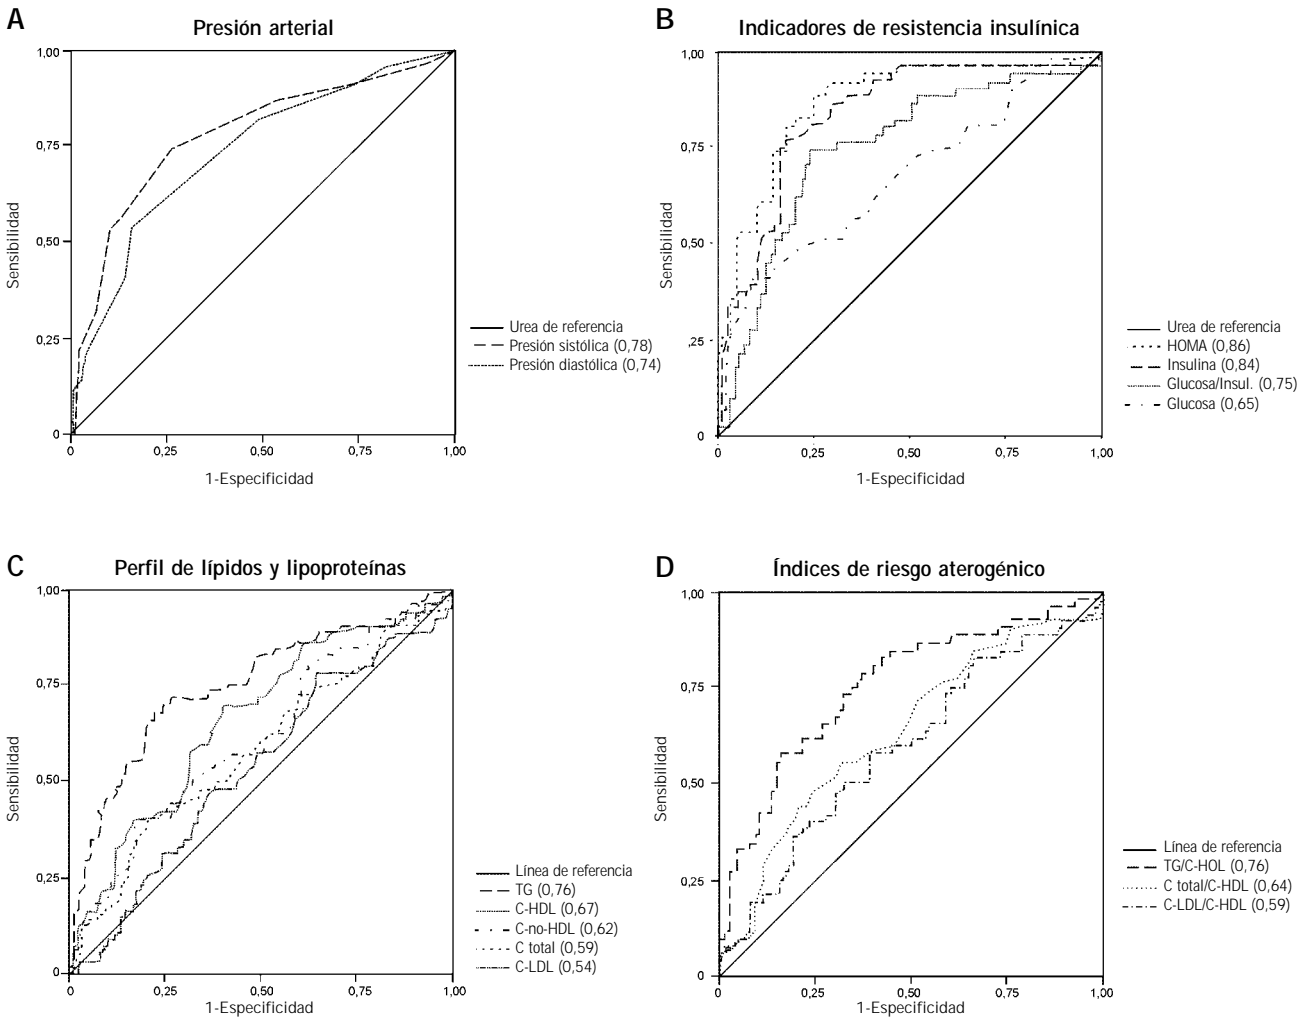 A
Presión arterial
1,00
0,75
0,50
0,25
0
Sensibilidad
0
0,25
0,50
0,75
1,00
1-Especificidad
Urea de referencia
Presión sistólica (0,78)
Presión diastólica (0,74)
B
Indicadores de resistencia insulínica
1,00
0,75
0,50
,25
0
Sensibilidad
0
0,25
0,50
0,75
1,00
1-Especificidad
Urea de referencia
HOMA (0,86)
Insulina (0,84)
Glucosa/Insul. (0,75)
Glucosa (0,65)
C
Perfil de lípidos y lipoproteínas
1,00
0,75
0,50
0,25
0
Sensibilidad
0
0,25
0,50
0,75
1,00
1-Especificidad
Línea de referencia
TG (0,76)
C-HDL (0,67)
C-no-HDL (0,62)
C total (0,59)
C-LDL (0,54)
D
Índices de riesgo aterogénico
1,00
0,75
0,50
0,25
0
Sensibilidad
0
0,25
0,50
0,75
1,00
1-Especificidad
Línea de referencia
TG/C-HOL (0,76)
C total/C-HDL (0,64)
C-LDL/C-HDL (0,59)